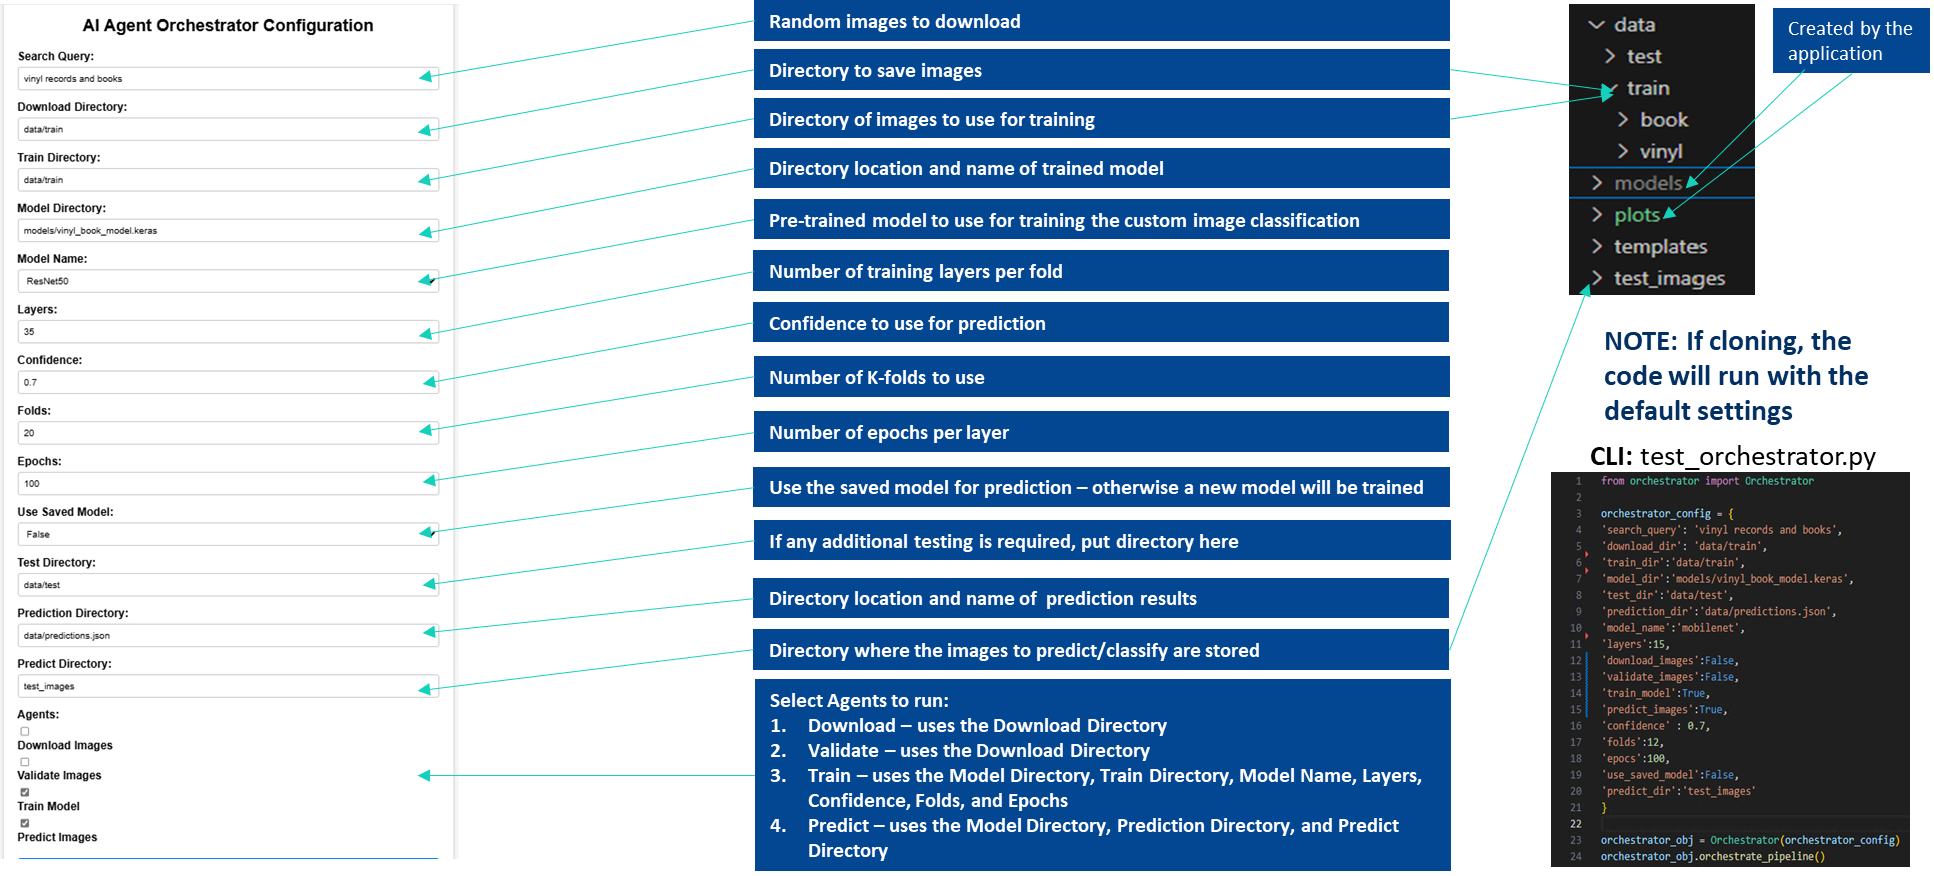 AI Agent Orchestrator Configuration
Search Query:
vinyl records and books
Download Directory:
data/train
Train Directory:
data/train
Model Directory:
models/vinyl_book_model.keras
Model Name:
ResNet50
Layers:
35
Confidence:
0.7
Folds:
20
Epochs:
100
Use Saved Model:
False
Test Directory:
data/test
Prediction Directory:
data/predictions.json
Predict Directory:
test_images
Agents:
Download Images
Validate Images
Train Model
Predict Images
Random images to download
Directory to save images
Directory of images to use for training
Directory location and name of trained model
Pre-trained model to use for training the custom image classification
Number of training layers per fold
Confidence to use for prediction
Number of K-folds to use
Number of epochs per layer
Use the saved model for prediction – otherwise a new model will be trained
If any additional testing is required, put directory here
Directory location and name of  prediction results
Directory where the images to predict/classify are stored
Select Agents to run:
1. Download – uses the Download Directory
2. Validate – uses the Download Directory
3. Train – uses the Model Directory, Train Directory, Model Name, Layers,
Confidence, Folds, and Epochs
4. Predict – uses the Model Directory, Prediction Directory, and Predict
Directory
data
test
train
book
vinyl
models
plots
templates
test_images
Created by the
application
NOTE: If cloning, the
code will run with the
default settings
CLI: test_orchestrator.py
1 from orchestrator import Orchestrator
2
3 orchestrator_config = {
4 'search_query': 'vinyl records and books',
5 'download_dir': 'data/train',
6 'train_dir':'data/train',
7 'model_dir':'models/vinyl_book_model.keras',
8 'test_dir':'data/test',
9 'prediction_dir':'data/predictions.json',
10 'model_name':'mobilenet',
11 'layers':15,
12 'download_images':False,
13 'validate_images':False,
14 'train_model':True,
15 'predict_images':True,
16 'confidence' : 0.7,
17 'folds':12,
18 'epocs':100,
19 'use_saved_model':False,
20 'predict_dir':'test_images'
21 }
22
23 orchestrator_obj = Orchestrator(orchestrator_config)
24 orchestrator_obj.orchestrate_pipeline()